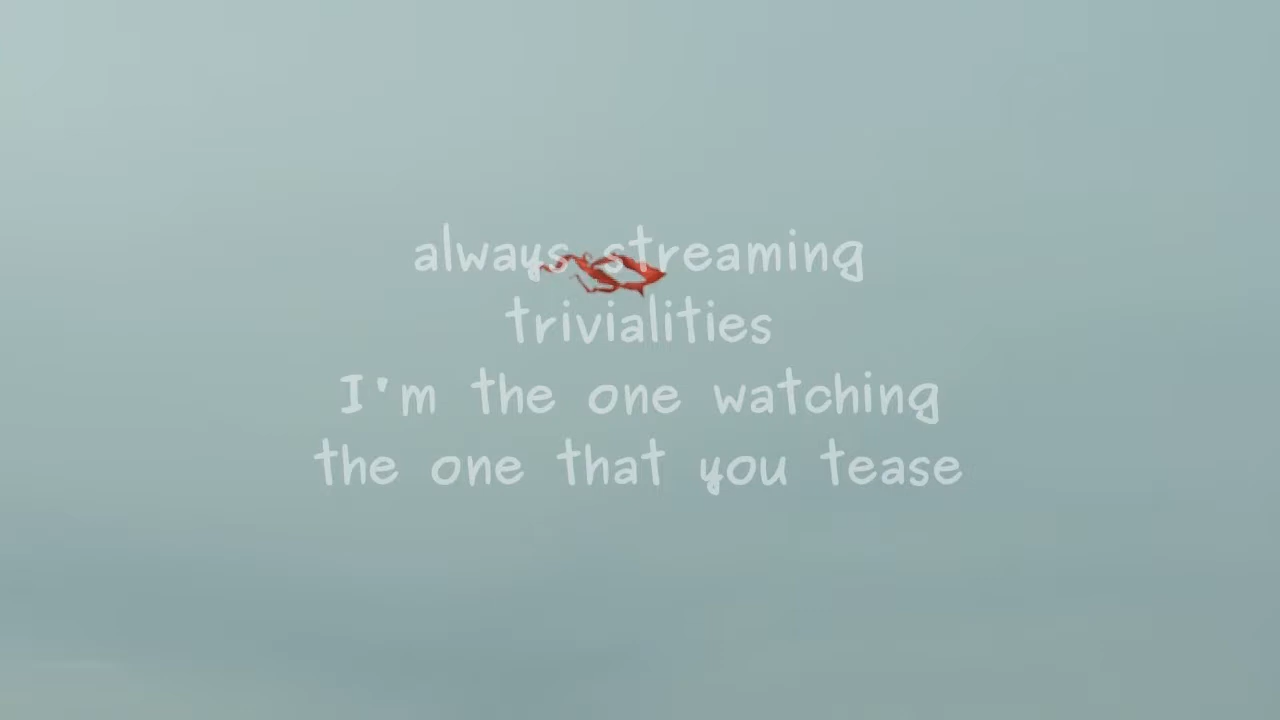 always streaming
trivialities
I'm the one watching
the one that you tease